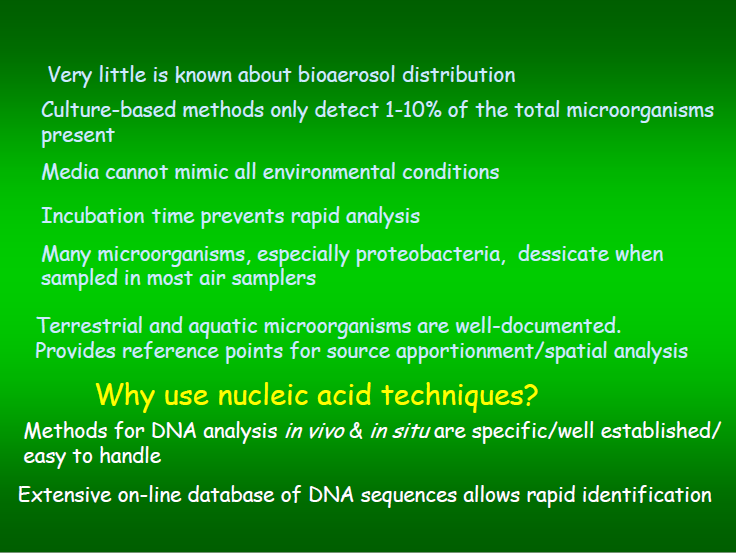 Very little is known about bioaerosol distribution
Culture-based methods only detect 1-10% of the total microorganisms
present
Media cannot mimic all environmental conditions
Incubation time prevents rapid analysis
Many microorganisms, especially proteobacteria, dessicate when
sampled in most air samplers
Terrestrial and aquatic microorganisms are well-documented.
Provides reference points for source apportionment/spatial analysis
Why use nucleic acid techniques?
Methods for DNA analysis in vivo & in situ are specific/well established/
easy to handle
Extensive on-line database of DNA sequences allows rapid identification